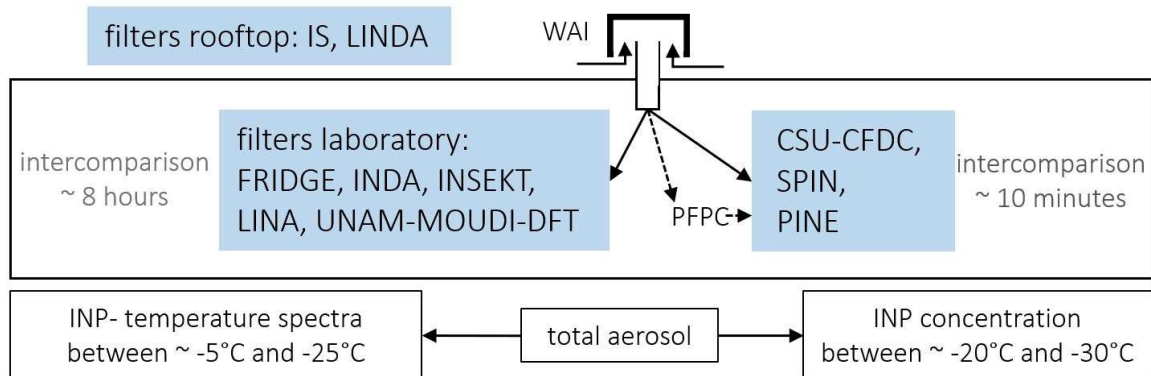 filters rooftop: IS, LINDA
WAI
intercomparison
~ 8 hours
filters laboratory:
FRIDGE, INDA, INSEKT,
LINA, UNAM-MOUDI-DFT
PFPC
CSU-CFDC,
SPIN,
PINE
intercomparison
~ 10 minutes
INP- temperature spectra
between ~ -5°C and -25°C
total aerosol
INP concentration
between ~ -20°C and -30°C